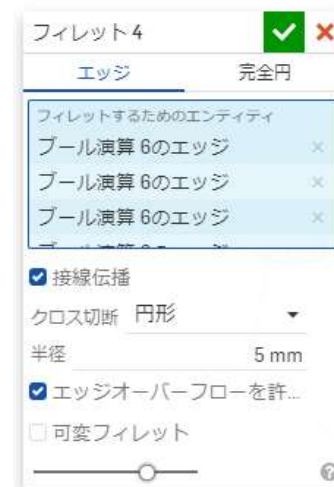 フィレット 4
エッジ 完全円
フィレットするためのエンティティ
ブール演算 6のエッジ
ブール演算 6のエッジ
ブール演算 6のエッジ
接線伝播
クロス切断 円形
半径 5 mm
エッジオーバーフローを許...
可変フィレット